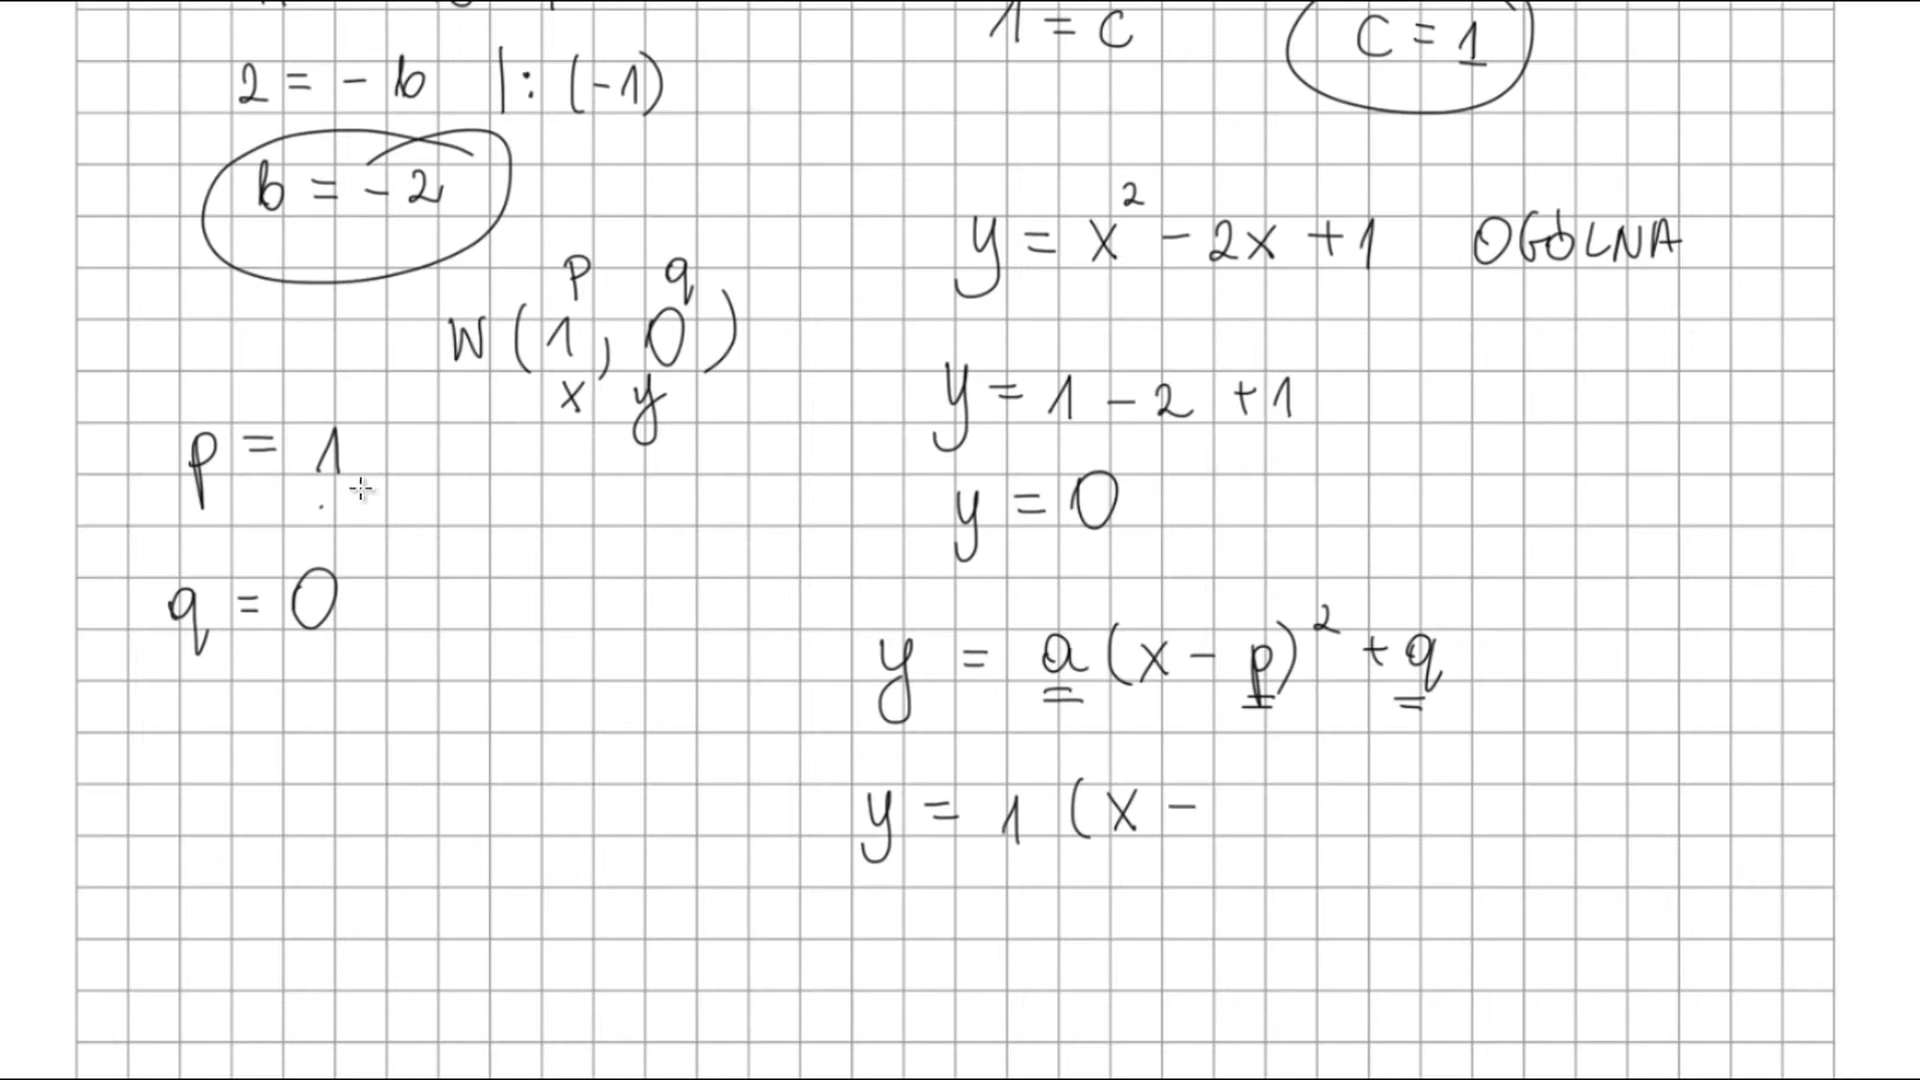 2 = - b |: (-1)
b = -2
p q
W (1, 0)
x y
p = 1
q = 0
1 = c
c = 1
y = x² - 2x + 1 OGÓLNA
y = 1 - 2 + 1
y = 0
y = a(x - p)² + q
y = 1 (x -